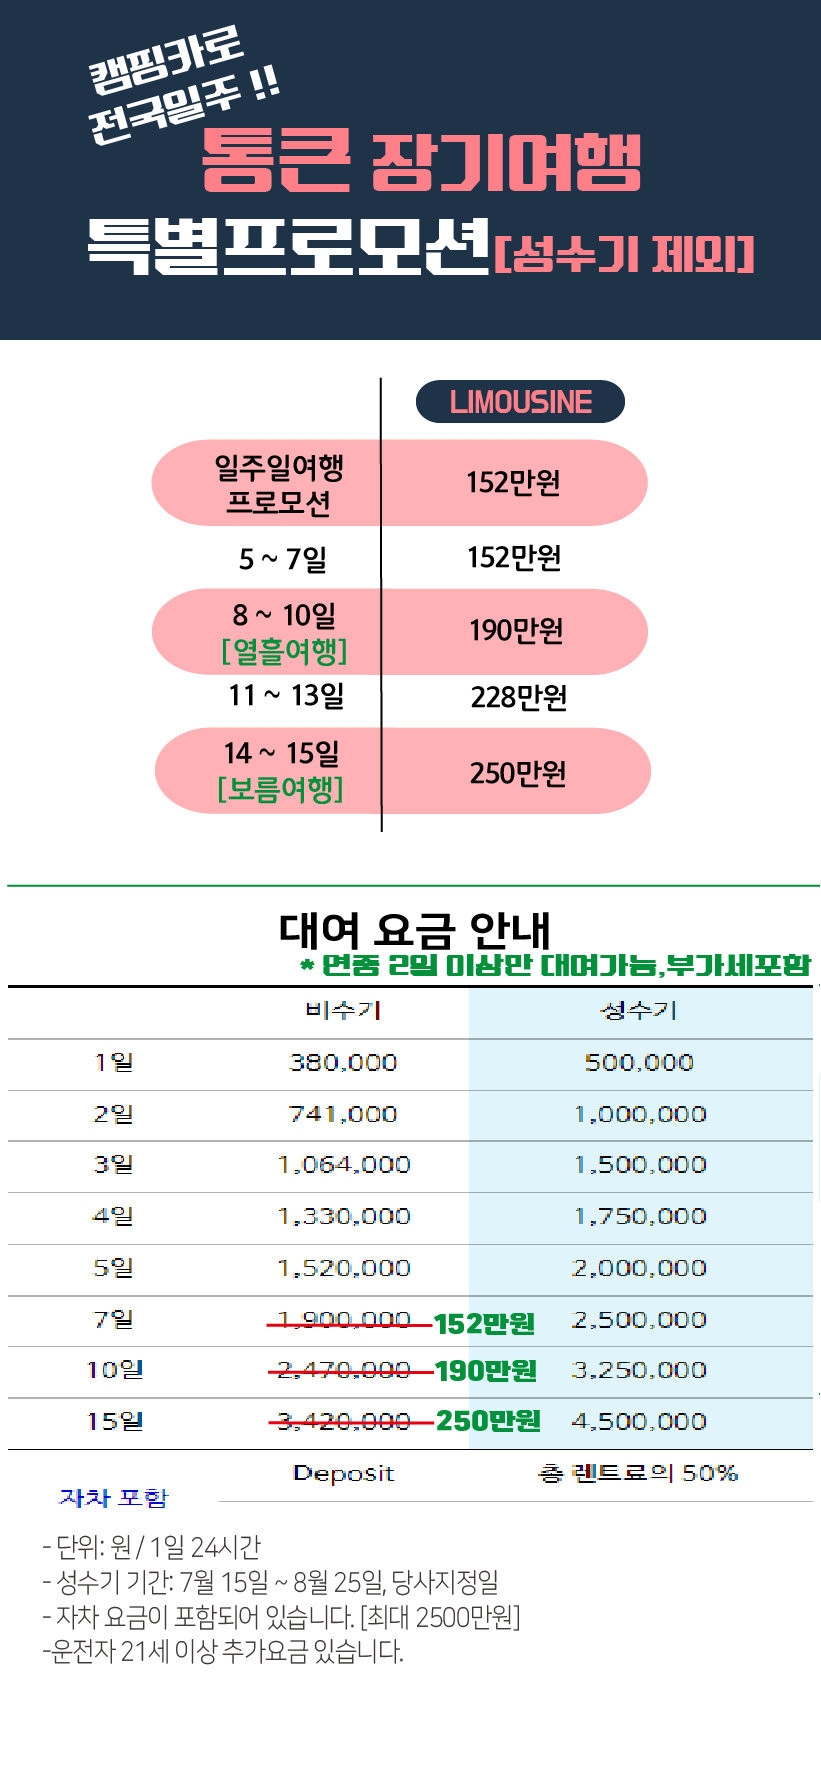 캠핑카로
전국일주 !!
통큰 장기여행
특별프로모션[성수기 제외]
LIMOUSINE
일주일여행
프로모션
152만원
5 ~ 7일 152만원
8 ~ 10일
[열흘여행]
190만원
11 ~ 13일 228만원
14 ~ 15일
[보름여행]
250만원
대여 요금 안내
* 연중 2일 이상만 대여가능,부가세포함
비수기 성수기
1일 380,000 500,000
2일 741,000 1,000,000
3일 1,064,000 1,500,000
4일 1,330,000 1,750,000
5일 1,520,000 2,000,000
7일 1,900,000 152만원 2,500,000
10일 2,470,000 190만원 3,250,000
15일 3,420,000 250만원 4,500,000
Deposit 총 렌트료의 50%
자차 포함
- 단위: 원 / 1일 24시간
- 성수기 기간: 7월 15일 ~ 8월 25일, 당사지정일
- 자차 요금이 포함되어 있습니다. [최대 2500만원]
-운전자 21세 이상 추가요금 있습니다.